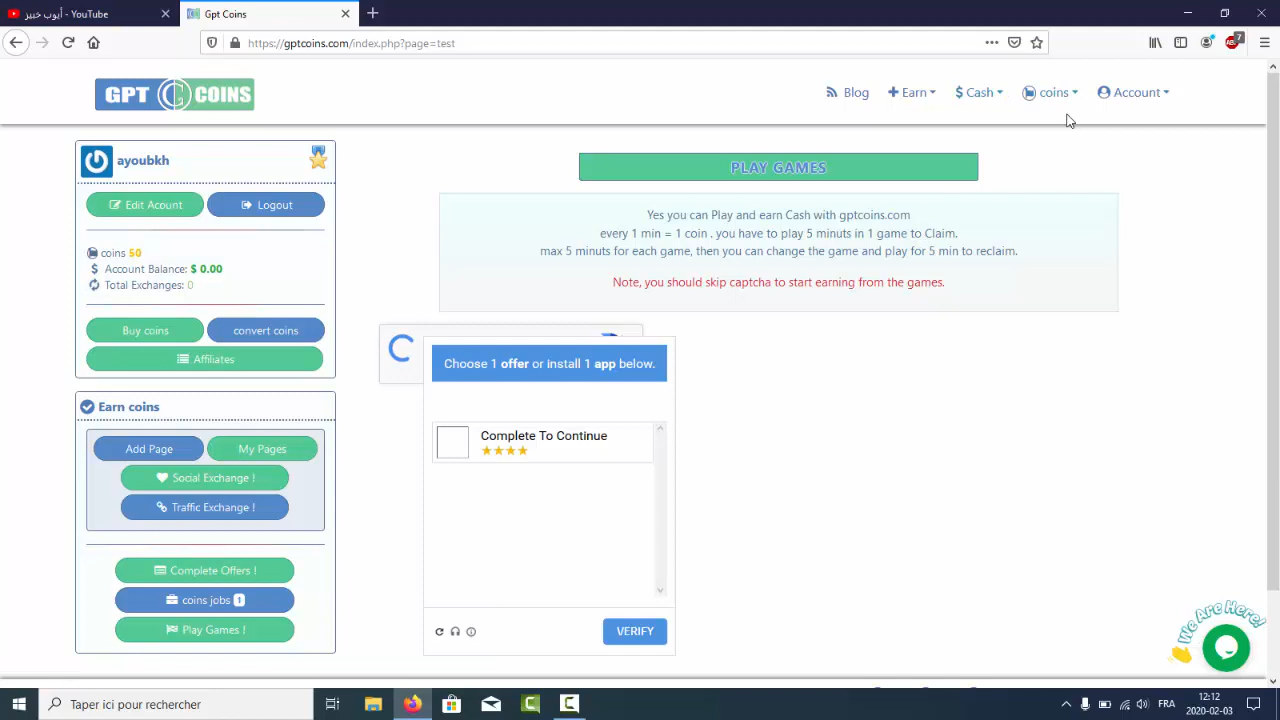 أيوب خبيز - YouTube
Gpt Coins
https://gptcoins.com/index.php?page=test
7
GPT COINS
Blog
Earn
$ Cash
coins
Account
ayoubkh
Edit Acount
Logout
coins 50
$ Account Balance: $ 0.00
Total Exchanges: 0
Buy coins
convert coins
Affiliates
Earn coins
Add Page
My Pages
Social Exchange !
Traffic Exchange !
Complete Offers !
coins jobs 1
Play Games !
PLAY GAMES
Yes you can Play and earn Cash with gptcoins.com
every 1 min = 1 coin . you have to play 5 minuts in 1 game to Claim.
max 5 minuts for each game, then you can change the game and play for 5 min to reclaim.
Note, you should skip captcha to start earning from the games.
Choose 1 offer or install 1 app below.
Complete To Continue
VERIFY
We Are Here!
Taper ici pour rechercher
FRA
12:12
2020-02-03